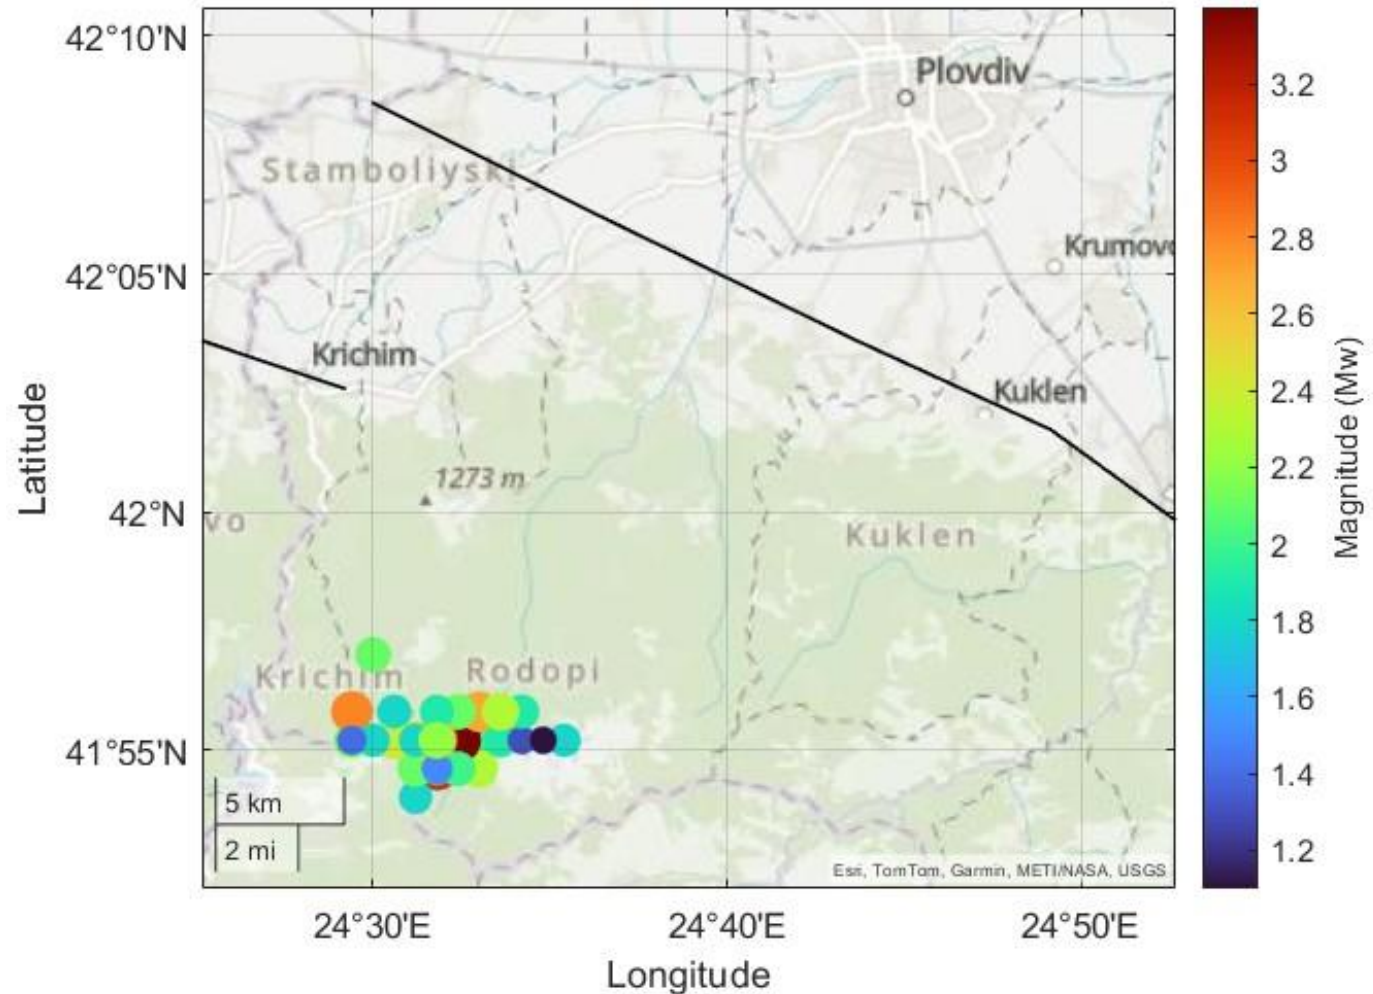 42°10'N
Plovdiv
3.2
Stamboliyski
3
2.8
Krumovo
42°05'N
2.6
Krichim
2.4
Kuklen
Magnitude (Mw)
Latitude
1273 m
2.2
42°N
vo
Kuklen
2
1.8
Krichim
Rodopi
1.6
41°55'N
1.4
5 km
2 mi
1.2
Esri, TomTom, Garmin, METI/NASA, USGS
24°30'E
24°40'E
24°50'E
Longitude